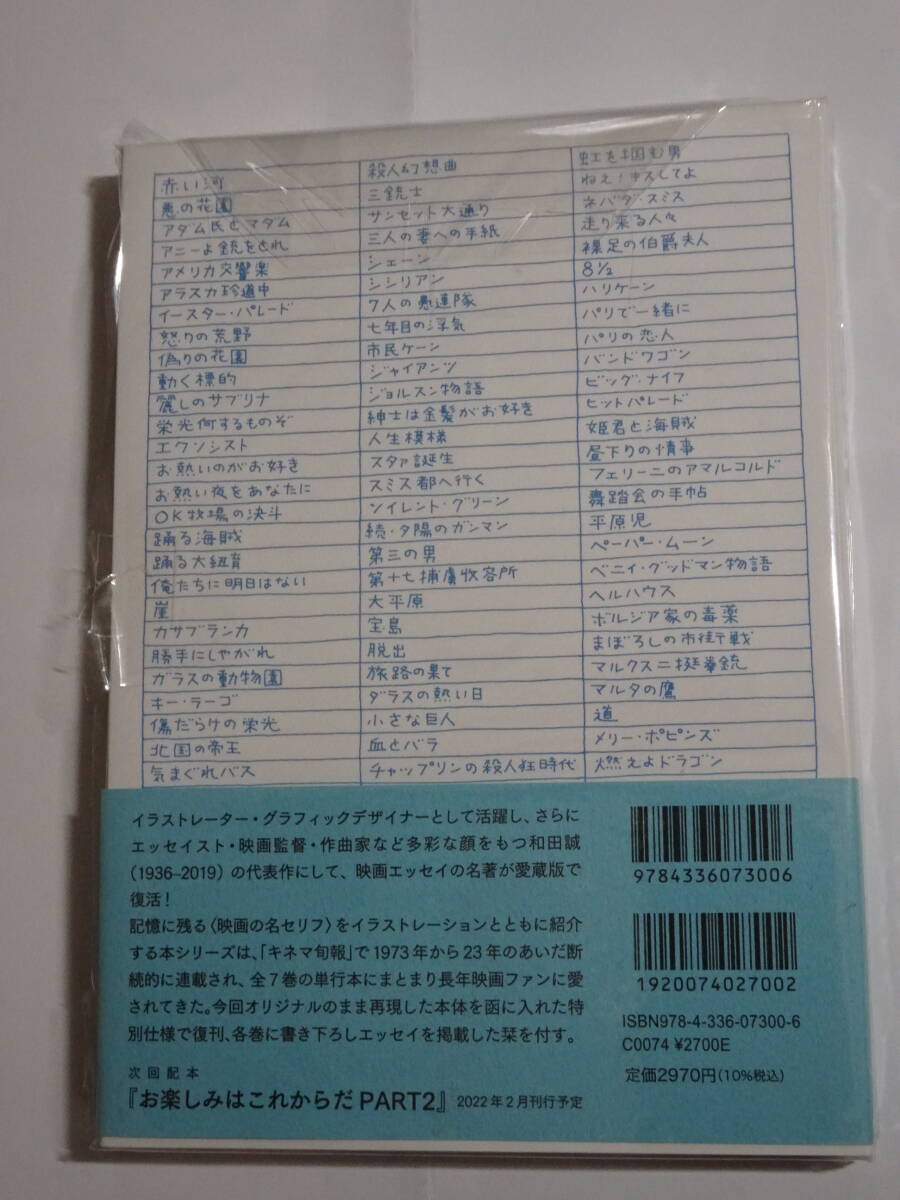 赤い河
悪の花園
アダム氏とマダム
アニーよ銃をとれ
アメリカ交響楽
アラスカ珍道中
イースター・パレード
怒りの荒野
偽りの花園
動く標的
麗しのサブリナ
栄光何するものぞ
エクソシスト
お熱いのがお好き
お熱い夜をあなたに
OK牧場の決斗
踊る海賊
踊る大紐育
俺たちに明日はない
崖
カサブランカ
勝手にしやがれ
ガラスの動物園
キー・ラーゴ
傷だらけの栄光
北国の帝王
気まぐれバス
殺人幻想曲
三銃士
サンセット大通り
三人の妻への手紙
シェーン
シシリアン
7人の愚連隊
七年目の浮気
市民ケーン
ジャイアンツ
ジョルスン物語
紳士は金髪がお好き
人生模様
スタア誕生
スミス都へ行く
ソイレント・グリーン
続・夕陽のガンマン
第三の男
第十七捕虜収容所
大平原
宝島
脱出
旅路の果て
ダラスの熱い日
小さな巨人
血とバラ
チャップリンの殺人狂時代
虹を掴む男
ねえ!キスしてよ
ネバダ・スミス
走り来る人々
裸足の伯爵夫人
8½
ハリケーン
パリで一緒に
パリの恋人
バンドワゴン
ビッグ・ナイフ
ヒットパレード
姫君と海賊
昼下りの情事
フェリーニのアマルコルド
舞踏会の手帖
平原児
ペーパー・ムーン
ベニイ・グッドマン物語
ヘルハウス
ボルジア家の毒薬
まぼろしの市街戦
マルクス二挺拳銃
マルタの鷹
道
メリー・ポピンズ
燃えよドラゴン
イラストレーター・グラフィックデザイナーとして活躍し、さらに
エッセイスト・映画監督・作曲家など多彩な顔をもつ和田誠
(1936–2019)の代表作にして、映画エッセイの名著が愛蔵版で
復活!
記憶に残る〈映画の名セリフ〉をイラストレーションとともに紹介
する本シリーズは、「キネマ旬報」で1973年から23年のあいだ断
続的に連載され、全7巻の単行本にまとまり長年映画ファンに愛
されてきた。今回オリジナルのまま再現した本体を函に入れた特
別仕様で復刊、各巻に書き下ろしエッセイを掲載した栞を付す。
次回配本
『お楽しみはこれからだ PART2』 2022年2月刊行予定
9784336073006
1920074027002
ISBN978-4-336-07300-6
C0074 ¥2700E
定価2970円(10%税込)